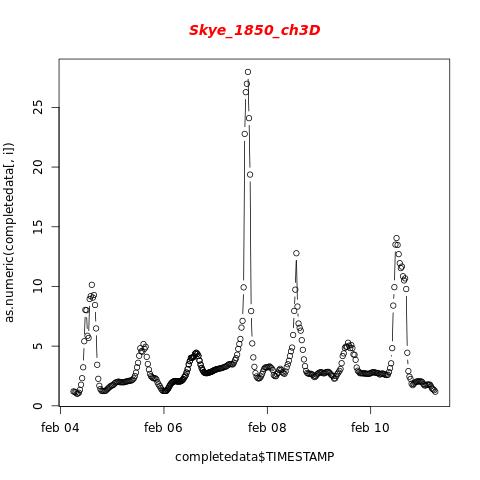 Skye_1850_ch3D
as.numeric(completedata[, i])
25
20
15
10
5
0
feb 04 feb 06 feb 08 feb 10
completedata$TIMESTAMP